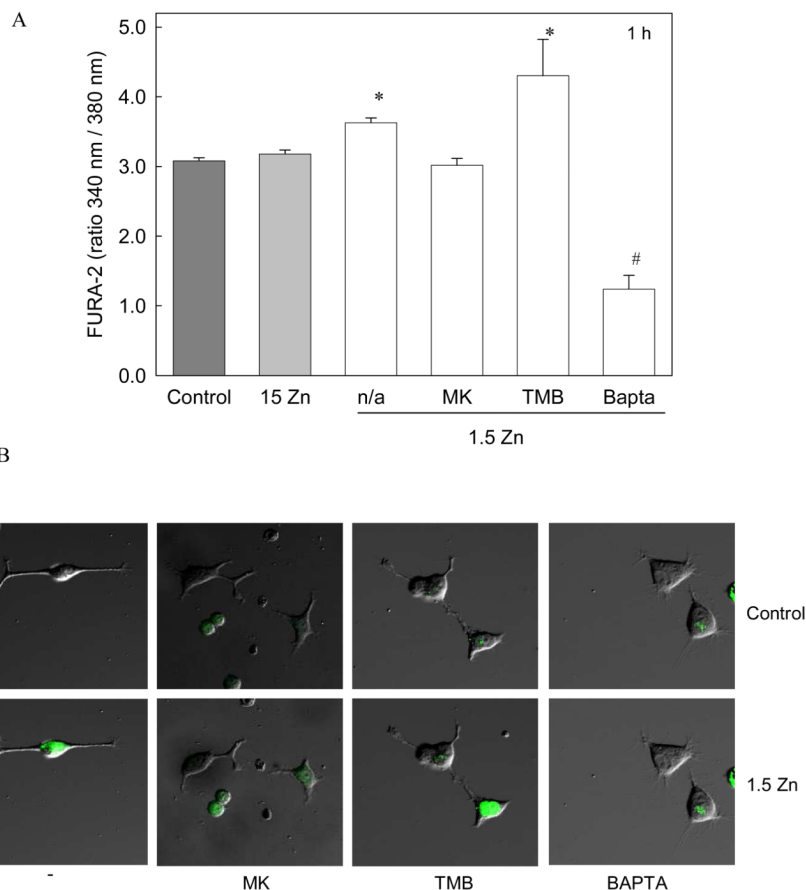 A
FURA-2 (ratio 340 nm / 380 nm)
5.0
4.0
3.0
2.0
1.0
0.0
1 h
*
*
#
Control
15 Zn
n/a
MK
TMB
Bapta
1.5 Zn
B
Control
1.5 Zn
-
MK
TMB
BAPTA